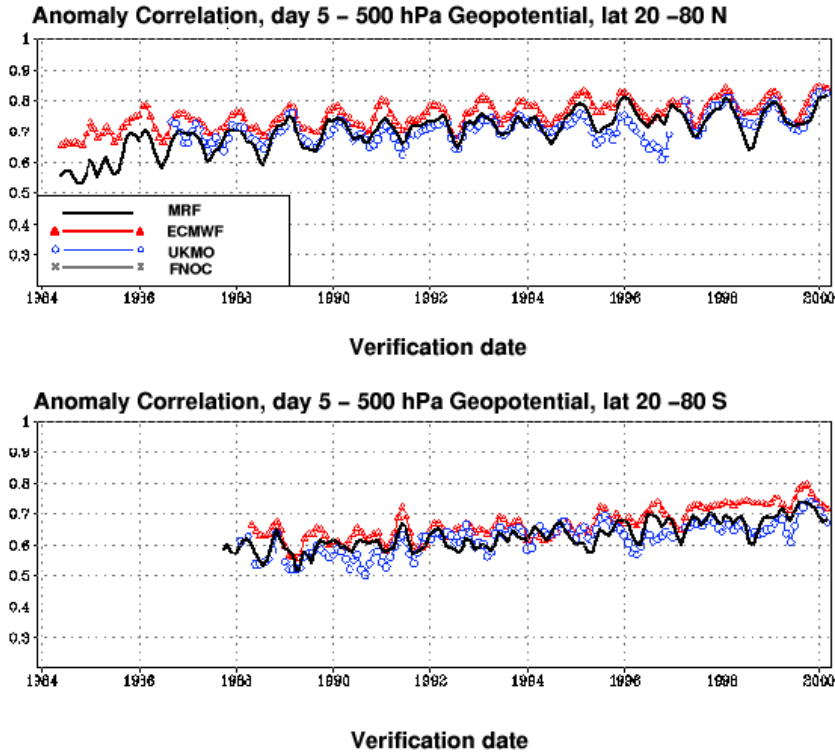 Anomaly Correlation, day 5 – 500 hPa Geopotential, lat 20 –80 N
1
0.9
0.8
0.7
0.6
0.5
0.4
0.3
MRF
ECMWF
UKMO
FNOC
1984 1986 1988 1990 1992 1994 1996 1998 2000
Verification date
Anomaly Correlation, day 5 – 500 hPa Geopotential, lat 20 –80 S
1
0.9
0.8
0.7
0.6
0.5
0.4
0.3
1984 1986 1988 1990 1992 1994 1996 1998 2000
Verification date